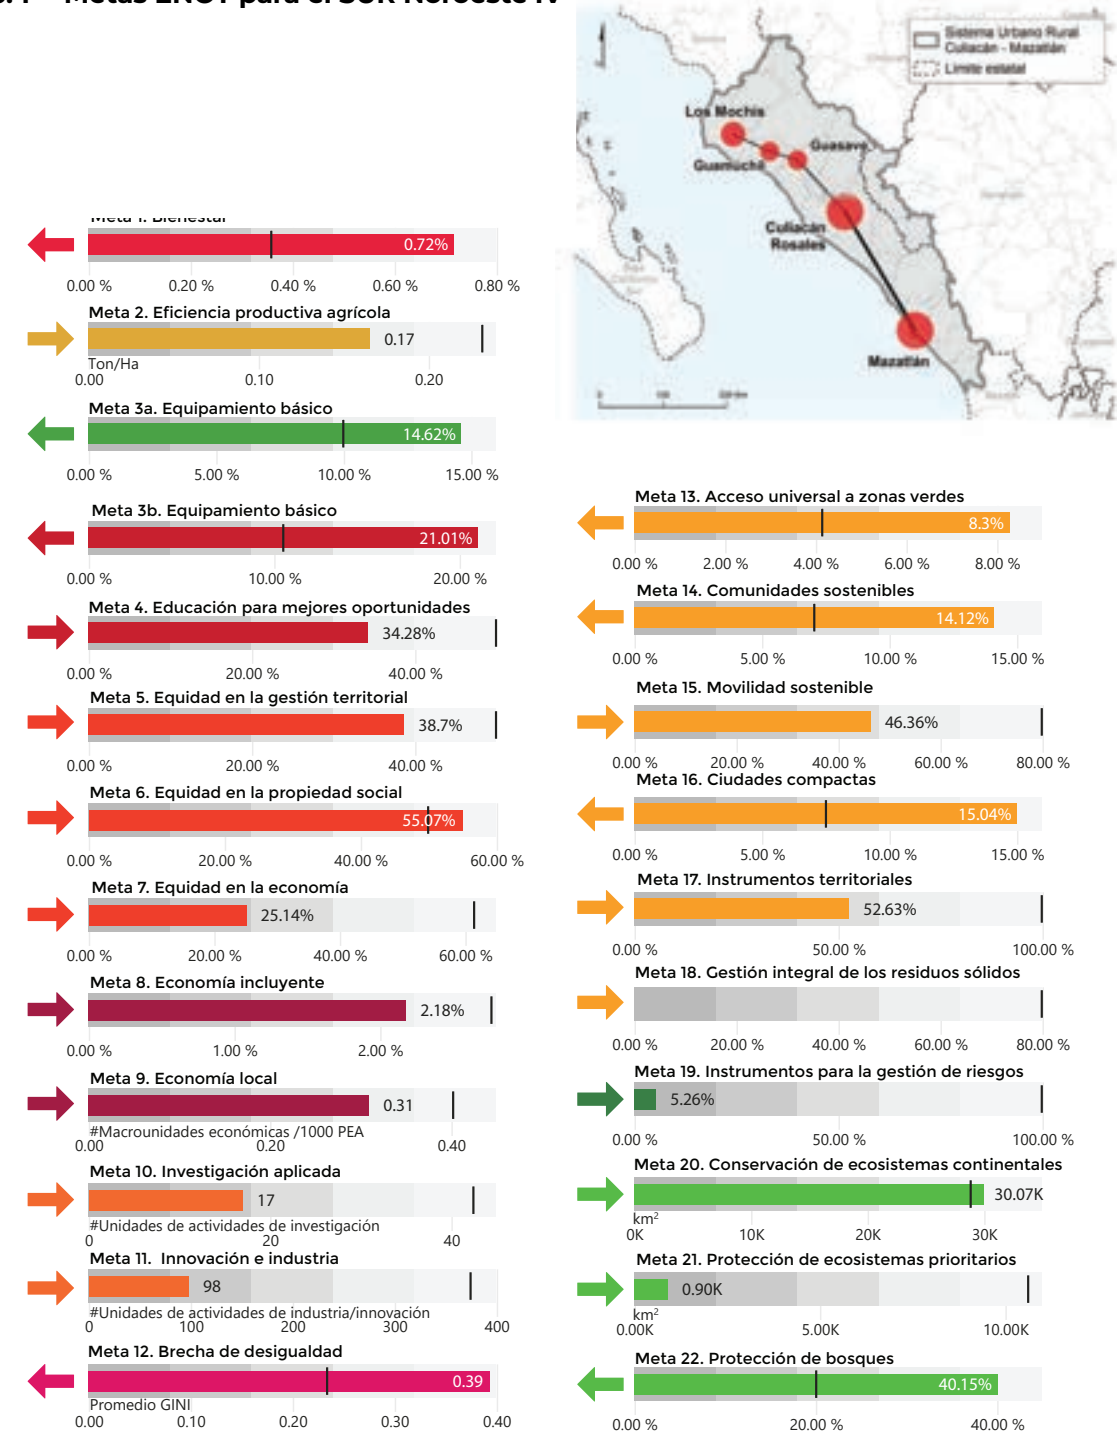 Metas ENOT para el SUR Noroeste IV
Sistema Urbano Rural
Culiacán - Mazatlán
Límite estatal
Los Mochis
Guasave
Guamuchil
Culiacán
Rosales
Mazatlán
Meta 1. Bienestar
0.72%
0.00 % 0.20 % 0.40 % 0.60 % 0.80 %
Meta 2. Eficiencia productiva agrícola
0.17
Ton/Ha
0.00 0.10 0.20
Meta 3a. Equipamiento básico
14.62%
0.00 % 5.00 % 10.00 % 15.00 %
Meta 3b. Equipamiento básico
21.01%
0.00 % 10.00 % 20.00 %
Meta 4. Educación para mejores oportunidades
34.28%
0.00 % 20.00 % 40.00 %
Meta 5. Equidad en la gestión territorial
38.7%
0.00 % 20.00 % 40.00 %
Meta 6. Equidad en la propiedad social
55.07%
0.00 % 20.00 % 40.00 % 60.00 %
Meta 7. Equidad en la economía
25.14%
0.00 % 20.00 % 40.00 % 60.00 %
Meta 8. Economía incluyente
2.18%
0.00 % 1.00 % 2.00 %
Meta 9. Economía local
0.31
#Macrounidades económicas /1000 PEA
0.00 0.20 0.40
Meta 10. Investigación aplicada
17
#Unidades de actividades de investigación
0 20 40
Meta 11. Innovación e industria
98
#Unidades de actividades de industria/innovación
0 100 200 300 400
Meta 12. Brecha de desigualdad
0.39
Promedio GINI
0.00 0.10 0.20 0.30 0.40
Meta 13. Acceso universal a zonas verdes
8.3%
0.00 % 2.00 % 4.00 % 6.00 % 8.00 %
Meta 14. Comunidades sostenibles
14.12%
0.00 % 5.00 % 10.00 % 15.00 %
Meta 15. Movilidad sostenible
46.36%
0.00 % 20.00 % 40.00 % 60.00 % 80.00 %
Meta 16. Ciudades compactas
15.04%
0.00 % 5.00 % 10.00 % 15.00 %
Meta 17. Instrumentos territoriales
52.63%
0.00 % 50.00 % 100.00 %
Meta 18. Gestión integral de los residuos sólidos
0.00 % 20.00 % 40.00 % 60.00 % 80.00 %
Meta 19. Instrumentos para la gestión de riesgos
5.26%
0.00 % 50.00 % 100.00 %
Meta 20. Conservación de ecosistemas continentales
30.07K
km²
0K 10K 20K 30K
Meta 21. Protección de ecosistemas prioritarios
0.90K
km²
0.00K 5.00K 10.00K
Meta 22. Protección de bosques
40.15%
0.00 % 20.00 % 40.00 %